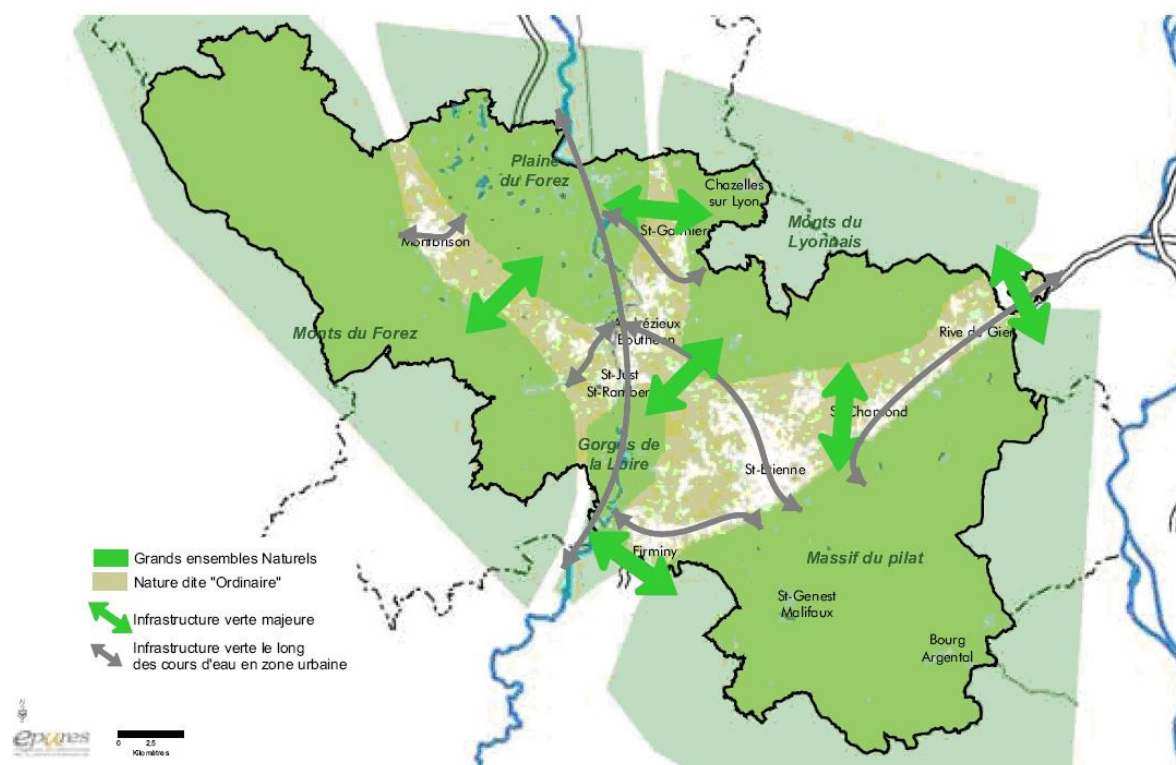 Plaine
du Forez
Chazelles
sur Lyon
Monts du
Lyonnais
St-Galmier
Montbrison
Monts du Forez
Andrézieux
Bouthéon
Rive de Gier
St-Just
St-Rambert
St-Chamond
Gorges de
la Loire
St-Etienne
Firminy
Massif du pilat
St-Genest
Malifaux
Bourg
Argental
Grands ensembles Naturels
Nature dite "Ordinaire"
Infrastructure verte majeure
Infrastructure verte le long
des cours d'eau en zone urbaine
N
epures
0 2,5
Kilomètres